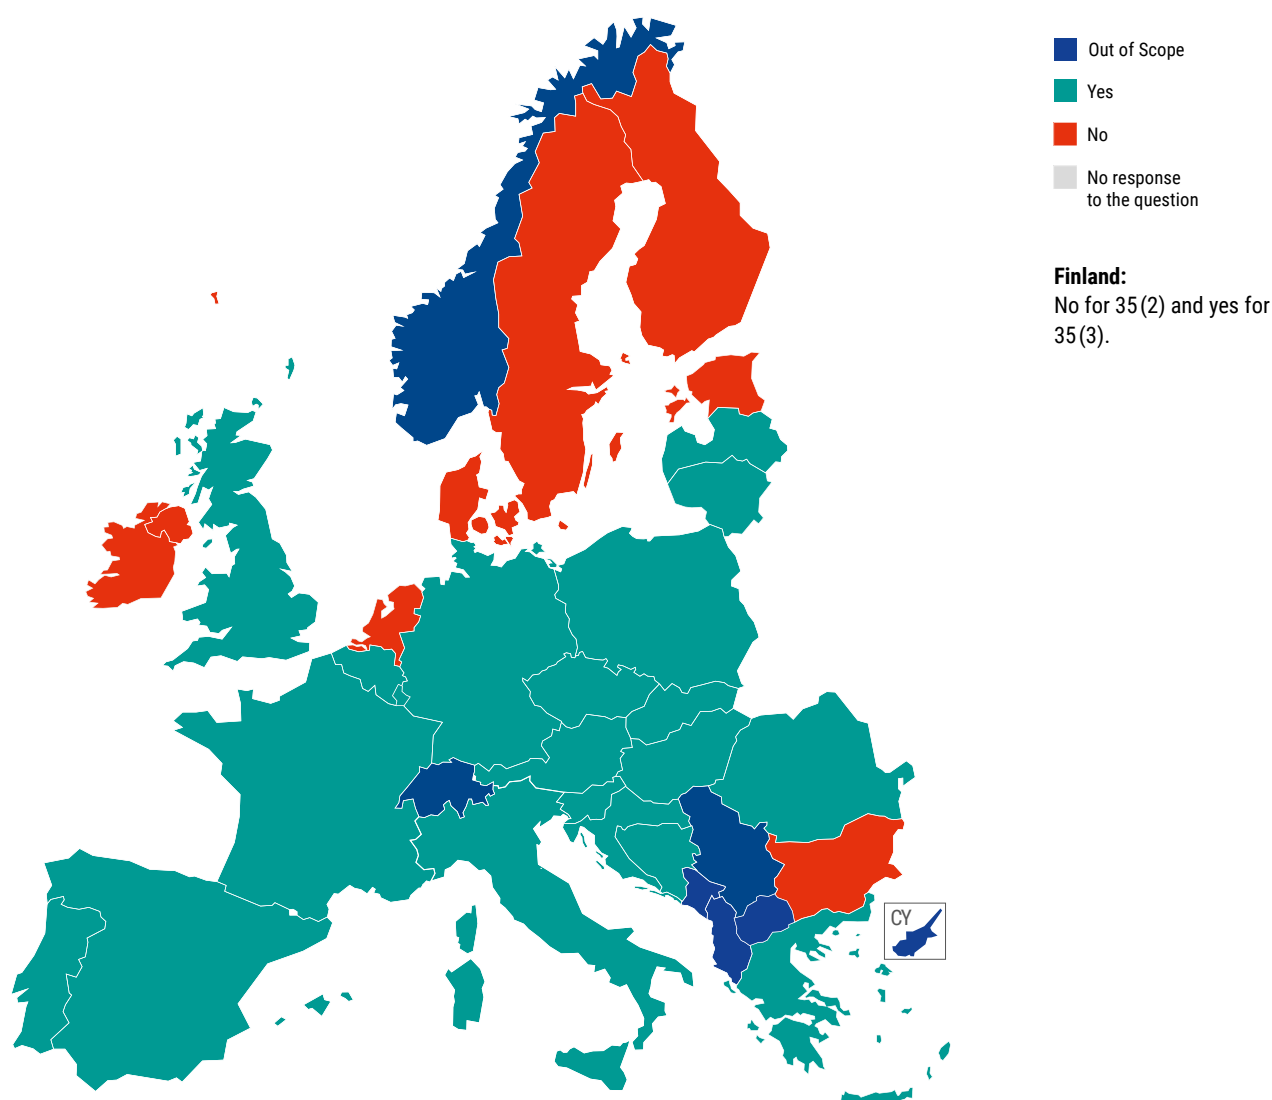 Out of Scope
Yes
No
No response
to the question
Finland:
No for 35 (2) and yes for
35 (3).
CY